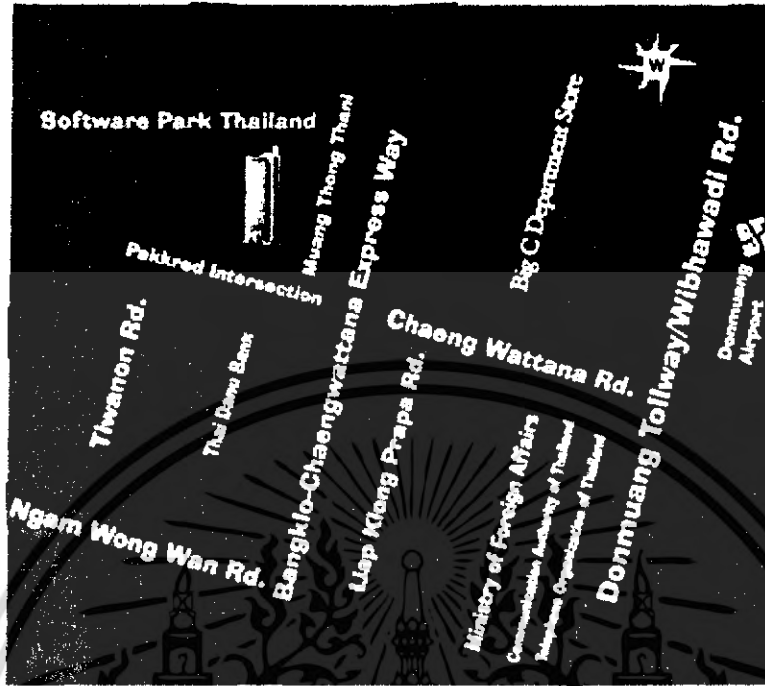 W
Software Park Thailand
Muang Thong Thani
Big C Department Store
Pakkred Intersection
Donmuang
Airport
Chaeng Wattana Rd.
Tiwanon Rd.
Thai Danu Bank
Bangklo-Chaengwattana Express Way
Liap Klong Prapa Rd.
Donmuang Tollway/Wibhawadi Rd.
Ministry of Foreign Affairs
Communication Authority of Thailand
Telephone Organization of Thailand
Ngam Wong Wan Rd.